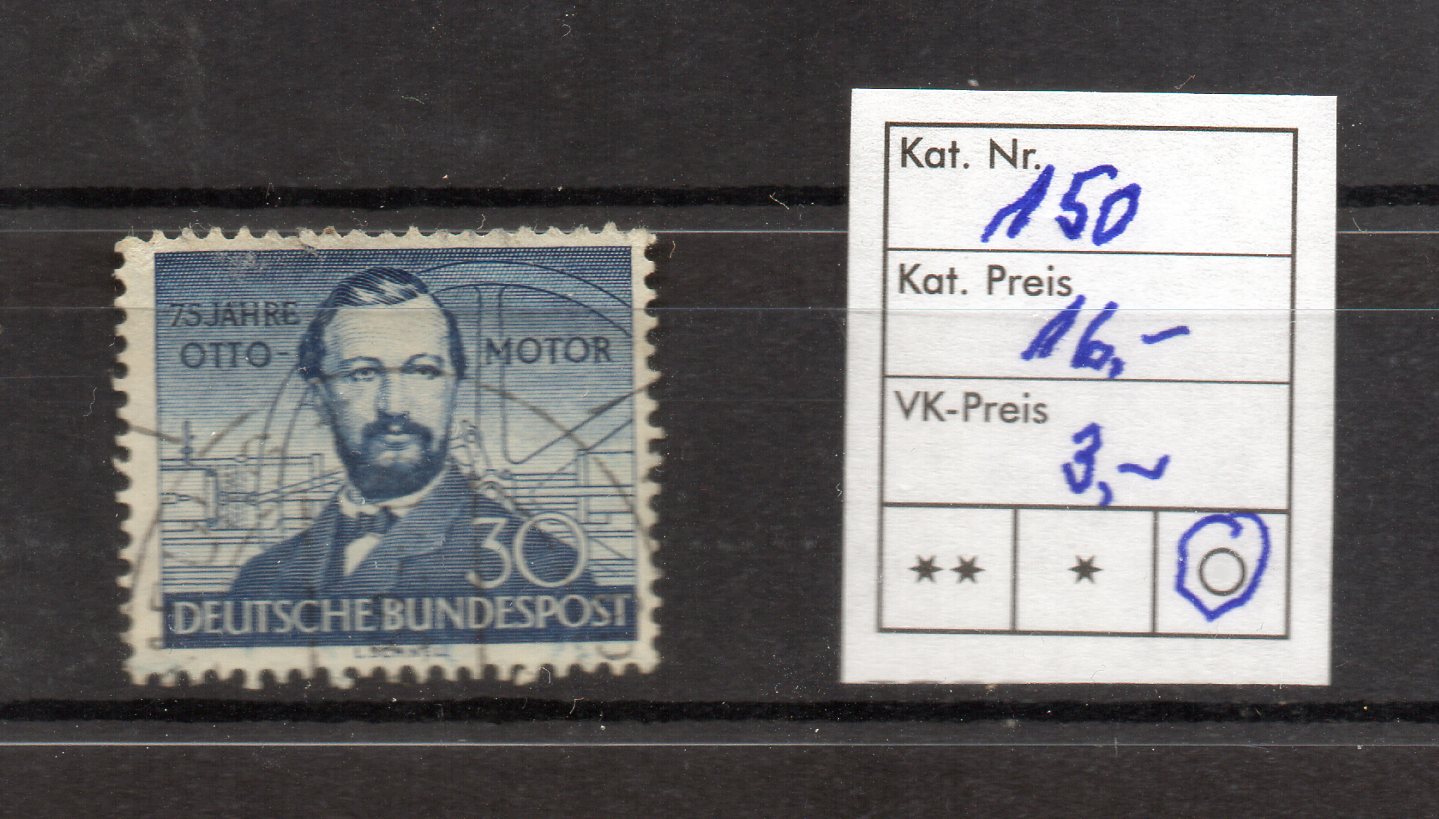 75 JAHRE
OTTO- MOTOR
30
DEUTSCHE BUNDESPOST
Kat. Nr.
150
Kat. Preis
16,-
VK-Preis
3,-